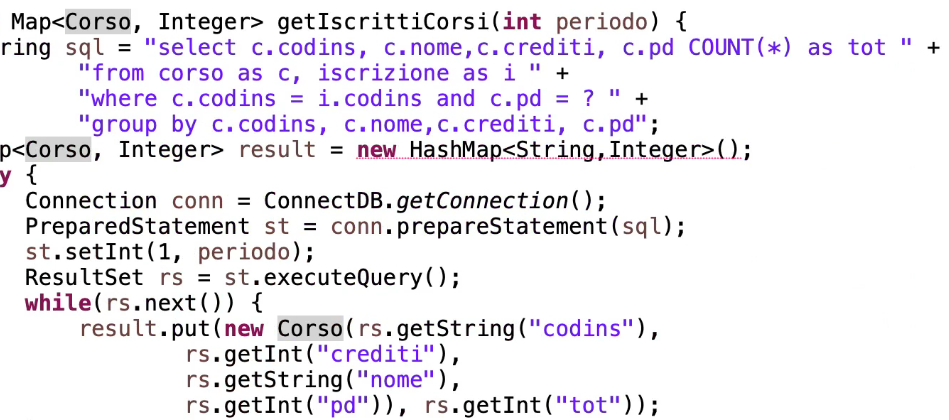 Map<Corso, Integer> getIscrittiCorsi(int periodo) {
ring sql = "select c.codins, c.nome,c.crediti, c.pd COUNT(*) as tot " +
"from corso as c, iscrizione as i " +
"where c.codins = i.codins and c.pd = ? " +
"group by c.codins, c.nome,c.crediti, c.pd";
p<Corso, Integer> result = new HashMap<String,Integer>();
y {
Connection conn = ConnectDB.getConnection();
PreparedStatement st = conn.prepareStatement(sql);
st.setInt(1, periodo);
ResultSet rs = st.executeQuery();
while(rs.next()) {
result.put(new Corso(rs.getString("codins"),
rs.getInt("crediti"),
rs.getString("nome"),
rs.getInt("pd")), rs.getInt("tot"));